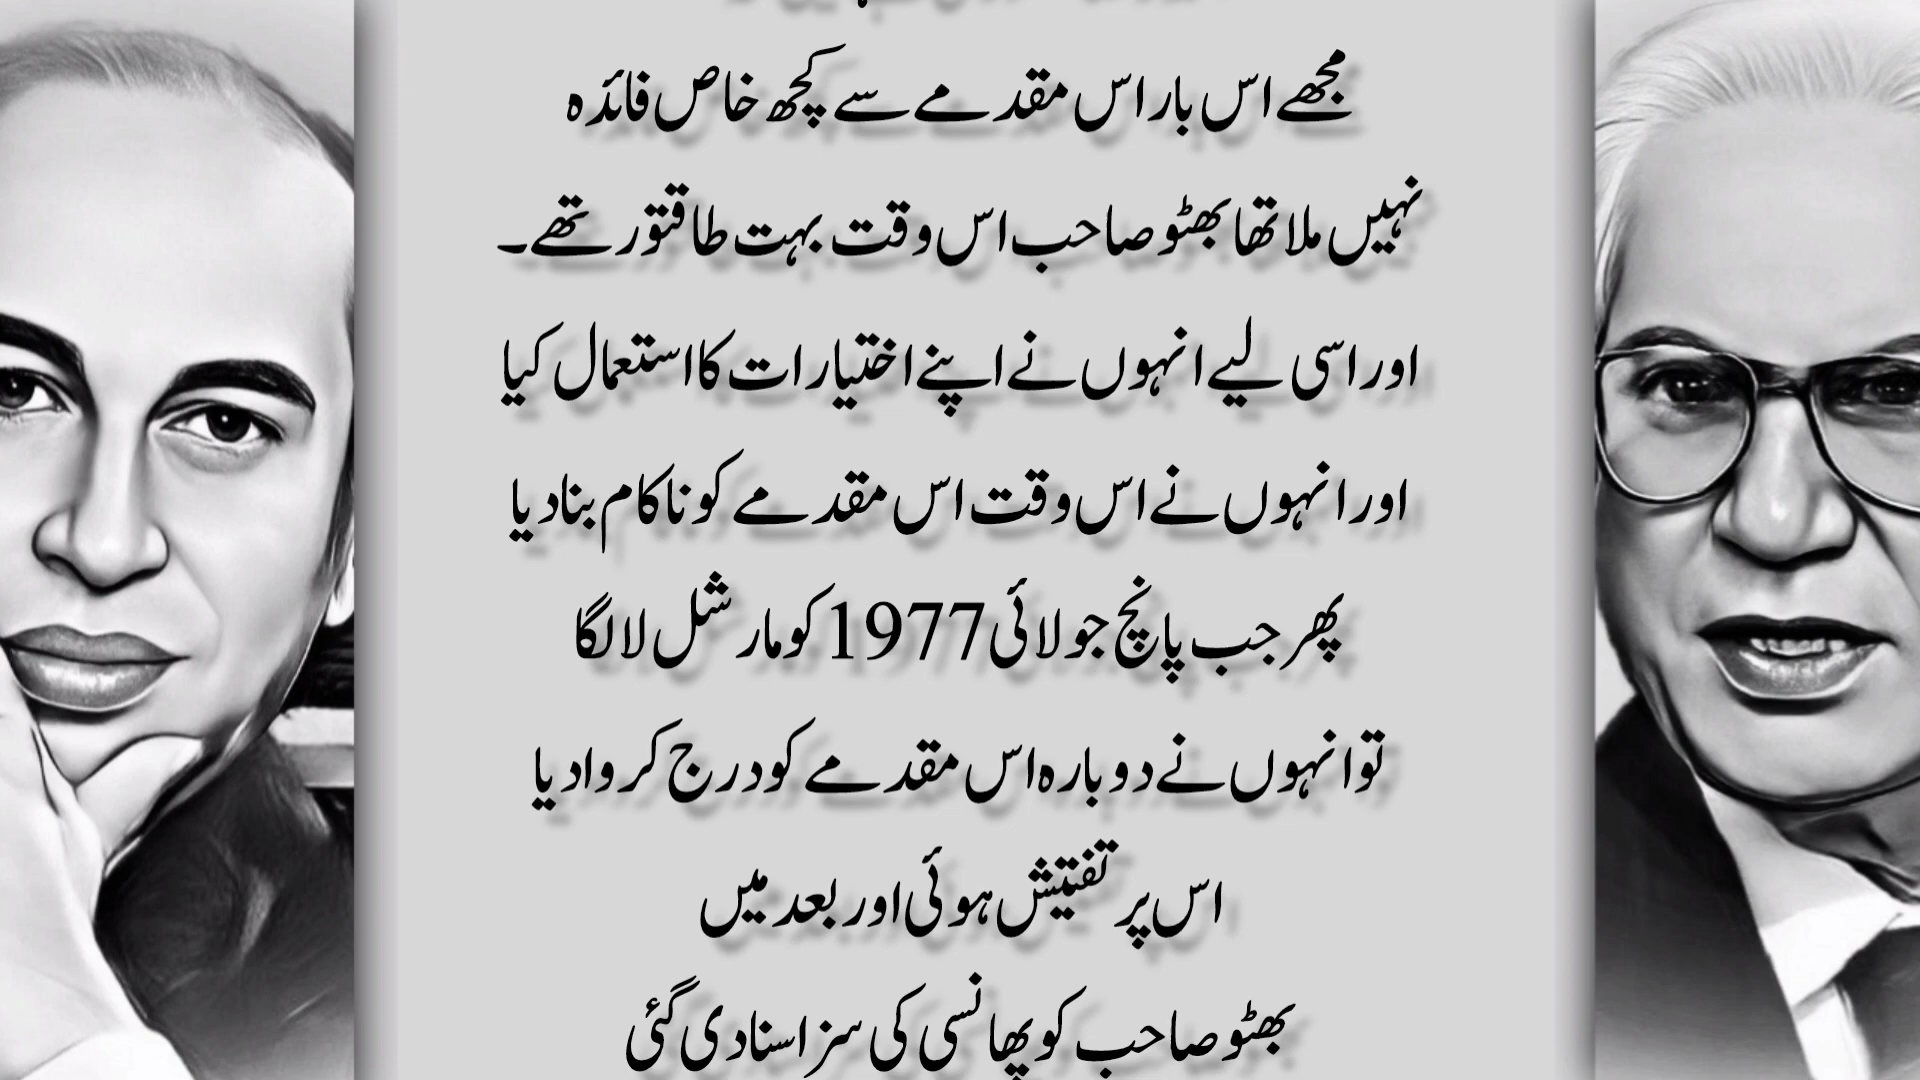 مجھے اس بار اس مقدمے سے کچھ خاص فائدہ
نہیں ملا تھا بھٹو صاحب اس وقت بہت طاقتور تھے۔
اور اسی لیے انہوں نے اپنے اختیارات کا استعمال کیا
اور انہوں نے اس وقت اس مقدمے کو ناکام بنا دیا
پھر جب پانچ جولائی 1977 کو مارشل لا لگا
تو انہوں نے دوبارہ اس مقدمے کو درج کروا دیا
اس پر تفتیش ہوئی اور بعد میں
بھٹو صاحب کو پھانسی کی سزا سنا دی گئی